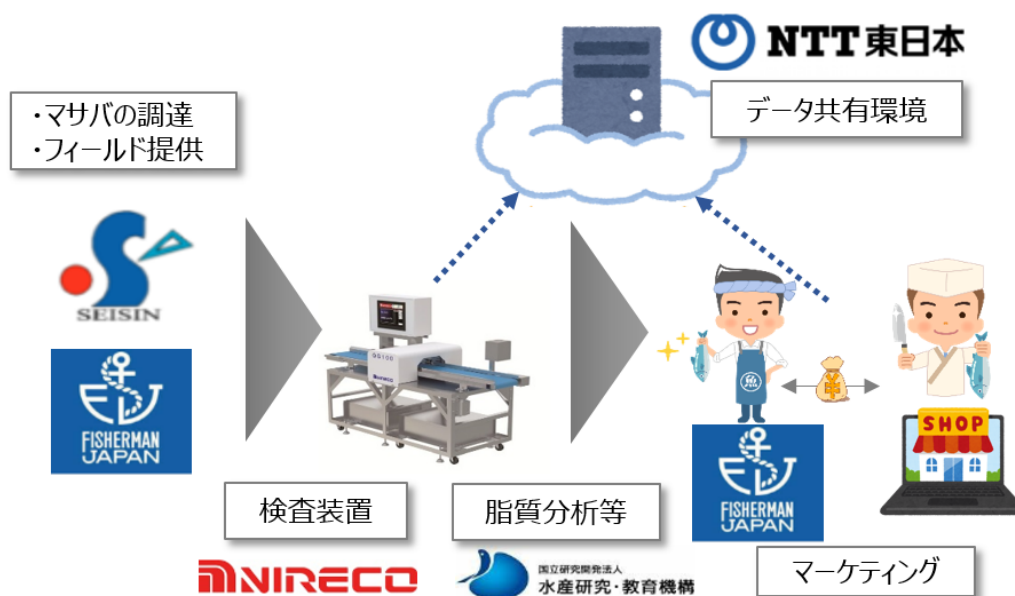 NTT東日本
データ共有環境
・マサバの調達
・フィールド提供
SEISIN
FISHERMAN
JAPAN
NIRECO
魚
SHOP
FISHERMAN
JAPAN
検査装置
脂質分析等
NIRECO
国立研究開発法人
水産研究・教育機構
マーケティング